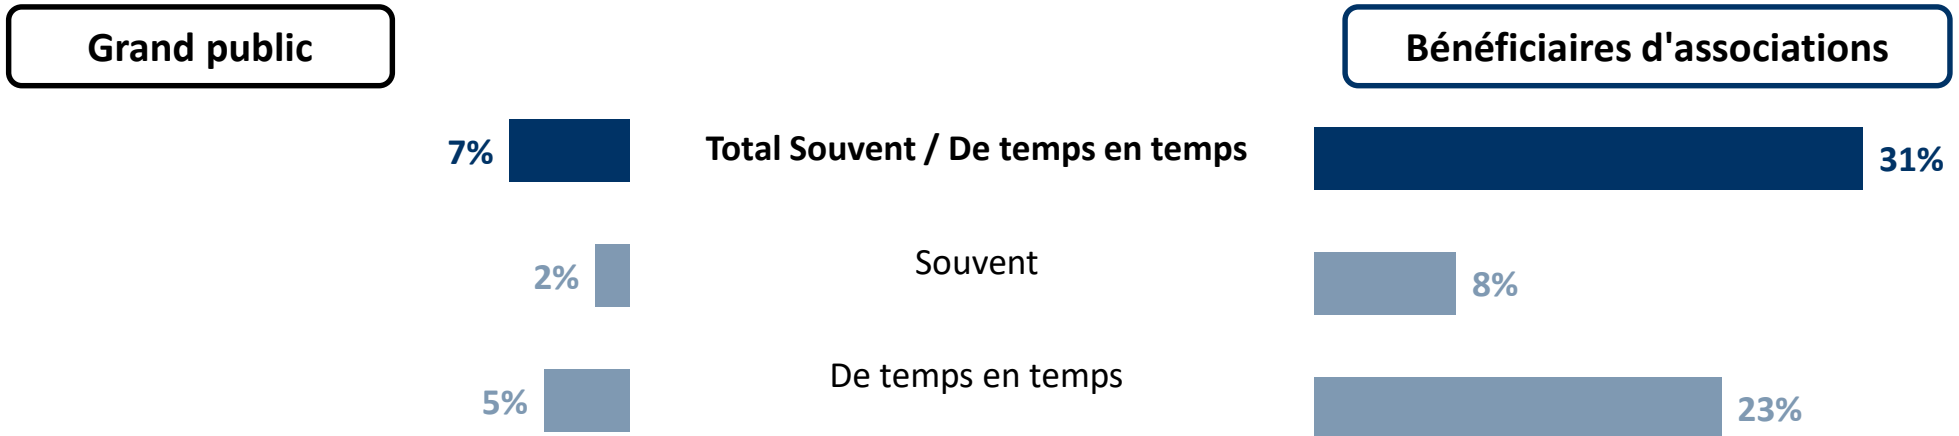 Grand public
Bénéficiaires d'associations
7%
Total Souvent / De temps en temps
31%
2%
Souvent
8%
5%
De temps en temps
23%